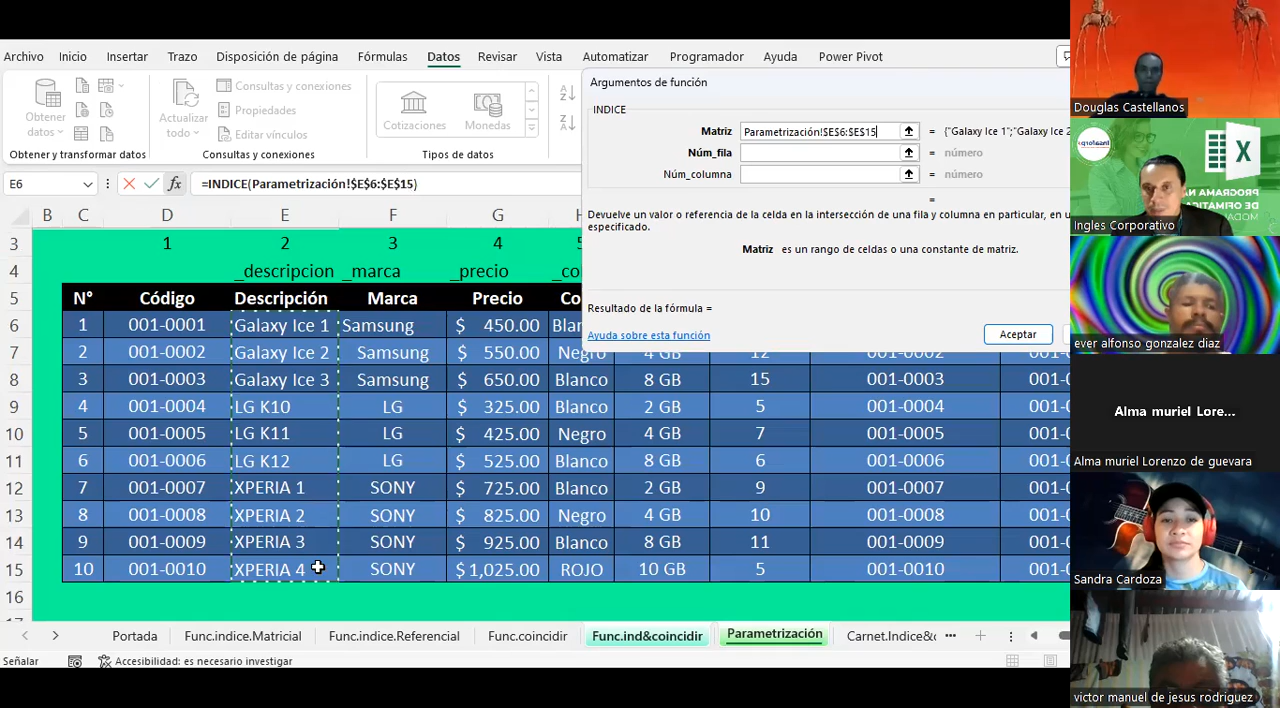 Archivo Inicio Insertar Trazo Disposición de página Fórmulas Datos Revisar Vista Automatizar Programador Ayuda Power Pivot
Obtener datos
Actualizar todo
Consultas y conexiones
Propiedades
Editar vínculos
Cotizaciones Monedas
Obtener y transformar datos Consultas y conexiones Tipos de datos
Argumentos de función
INDICE
Matriz Parametrización!$E$6:$E$15 = {"Galaxy Ice 1";"Galaxy Ice 2
Núm_fila = número
Núm_columna = número
=
Devuelve un valor o referencia de la celda en la intersección de una fila y columna en particular, en u
especificado.
Matriz es un rango de celdas o una constante de matriz.
Resultado de la fórmula =
Ayuda sobre esta función Aceptar
E6 fx =INDICE(Parametrización!$E$6:$E$15)
B C D E F G H
3 1 2 3 4
4 _descripcion _marca _precio _co
5 N° Código Descripción Marca Precio Co
6 1 001-0001 Galaxy Ice 1 Samsung $ 450.00 Blan
7 2 001-0002 Galaxy Ice 2 Samsung $ 550.00 Negro 4 GB 12 001-0002 001-00
8 3 001-0003 Galaxy Ice 3 Samsung $ 650.00 Blanco 8 GB 15 001-0003 001-00
9 4 001-0004 LG K10 LG $ 325.00 Blanco 2 GB 5 001-0004 001-00
10 5 001-0005 LG K11 LG $ 425.00 Negro 4 GB 7 001-0005 001-00
11 6 001-0006 LG K12 LG $ 525.00 Blanco 8 GB 6 001-0006 001-00
12 7 001-0007 XPERIA 1 SONY $ 725.00 Blanco 2 GB 9 001-0007 001-00
13 8 001-0008 XPERIA 2 SONY $ 825.00 Negro 4 GB 10 001-0008 001-00
14 9 001-0009 XPERIA 3 SONY $ 925.00 Blanco 8 GB 11 001-0009 001-00
15 10 001-0010 XPERIA 4 SONY $ 1,025.00 ROJO 10 GB 5 001-0010 001-00
16
Portada Func.indice.Matricial Func.indice.Referencial Func.coincidir Func.ind&coincidir Parametrización Carnet.Indice&c ...
Señalar Accesibilidad: es necesario investigar
Douglas Castellanos
PROGRAMA NA
DE OFIMATICA
MODAL
Ingles Corporativo
ever alfonso gonzalez diaz
Alma muriel Lore...
Alma muriel Lorenzo de guevara
Sandra Cardoza
victor manuel de jesus rodriguez